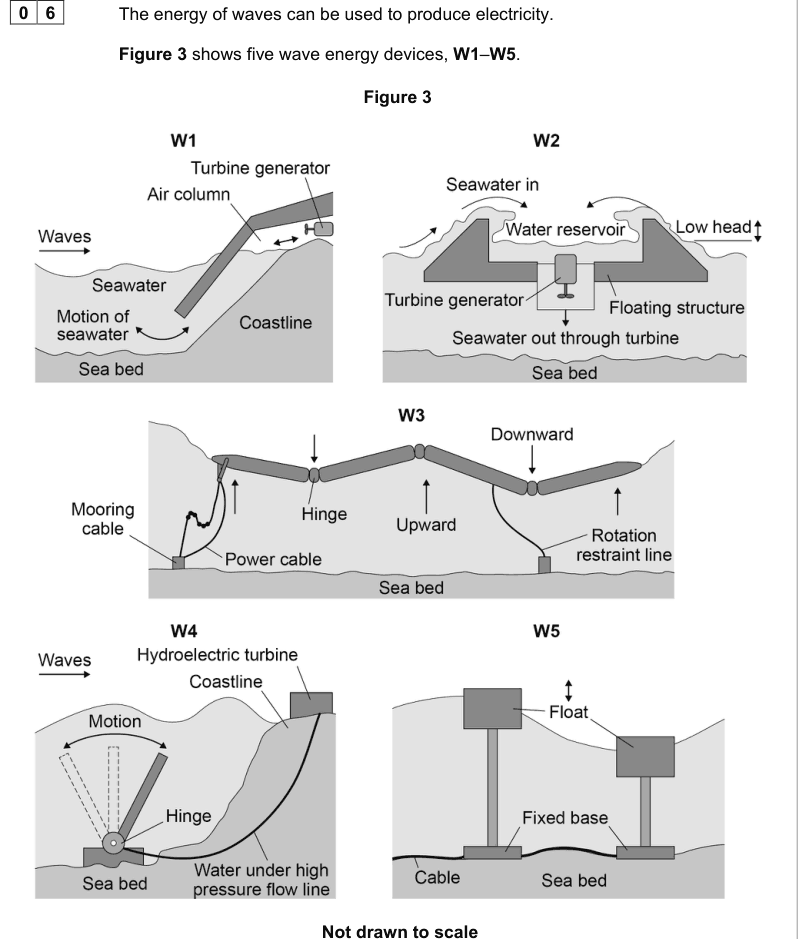 0 6
The energy of waves can be used to produce electricity.
Figure 3 shows five wave energy devices, W1–W5.
Figure 3
W1
Turbine generator
Air column
Waves
Seawater
Motion of
seawater
Coastline
Sea bed
W2
Seawater in
Water reservoir
Low head
Turbine generator
Floating structure
Seawater out through turbine
Sea bed
W3
Downward
Mooring
cable
Hinge
Upward
Rotation
restraint line
Power cable
Sea bed
W4
Waves
Hydroelectric turbine
Coastline
Motion
Hinge
Water under high
pressure flow line
Sea bed
W5
Float
Fixed base
Cable
Sea bed
Not drawn to scale